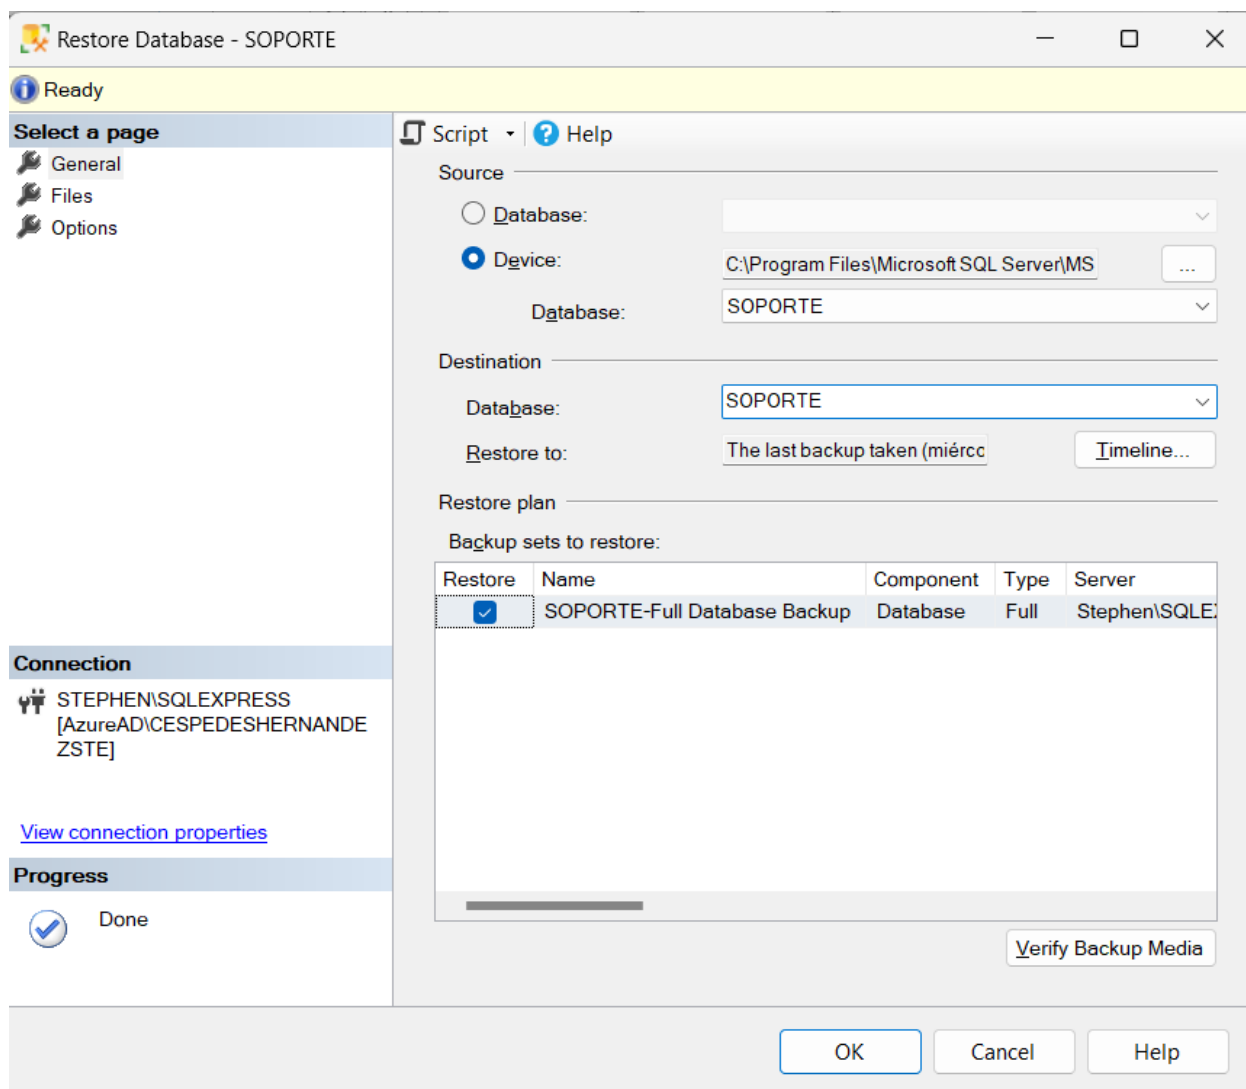 Restore Database - SOPORTE
Ready
Select a page
General
Files
Options
Script
Help
Source
Database:
Device:
C:\Program Files\Microsoft SQL Server\MS
...
Database:
SOPORTE
Destination
Database:
SOPORTE
Restore to:
The last backup taken (miérco
Timeline...
Restore plan
Backup sets to restore:
Restore Name Component Type Server
SOPORTE-Full Database Backup Database Full Stephen\SQLE
Verify Backup Media
Connection
STEPHEN\SQLEXPRESS
[AzureAD\CESPEDESHERNANDE
ZSTE]
View connection properties
Progress
Done
OK Cancel Help